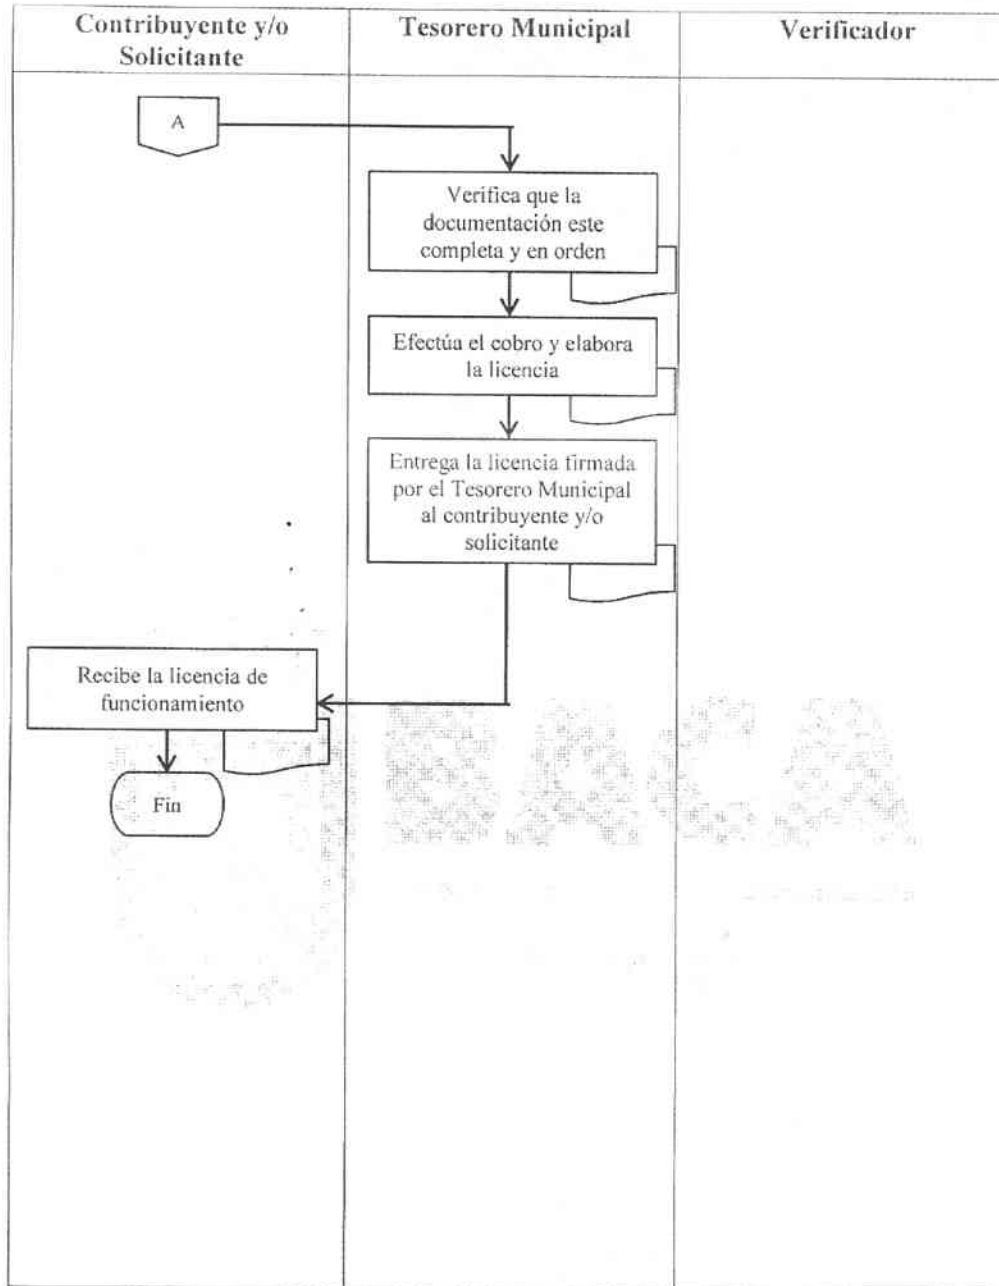 Contribuyente y/o
Solicitante
Tesorero Municipal
Verificador
A
Verifica que la
documentación este
completa y en orden
Efectúa el cobro y elabora
la licencia
Entrega la licencia firmada
por el Tesorero Municipal
al contribuyente y/o
solicitante
Recibe la licencia de
funcionamiento
Fin